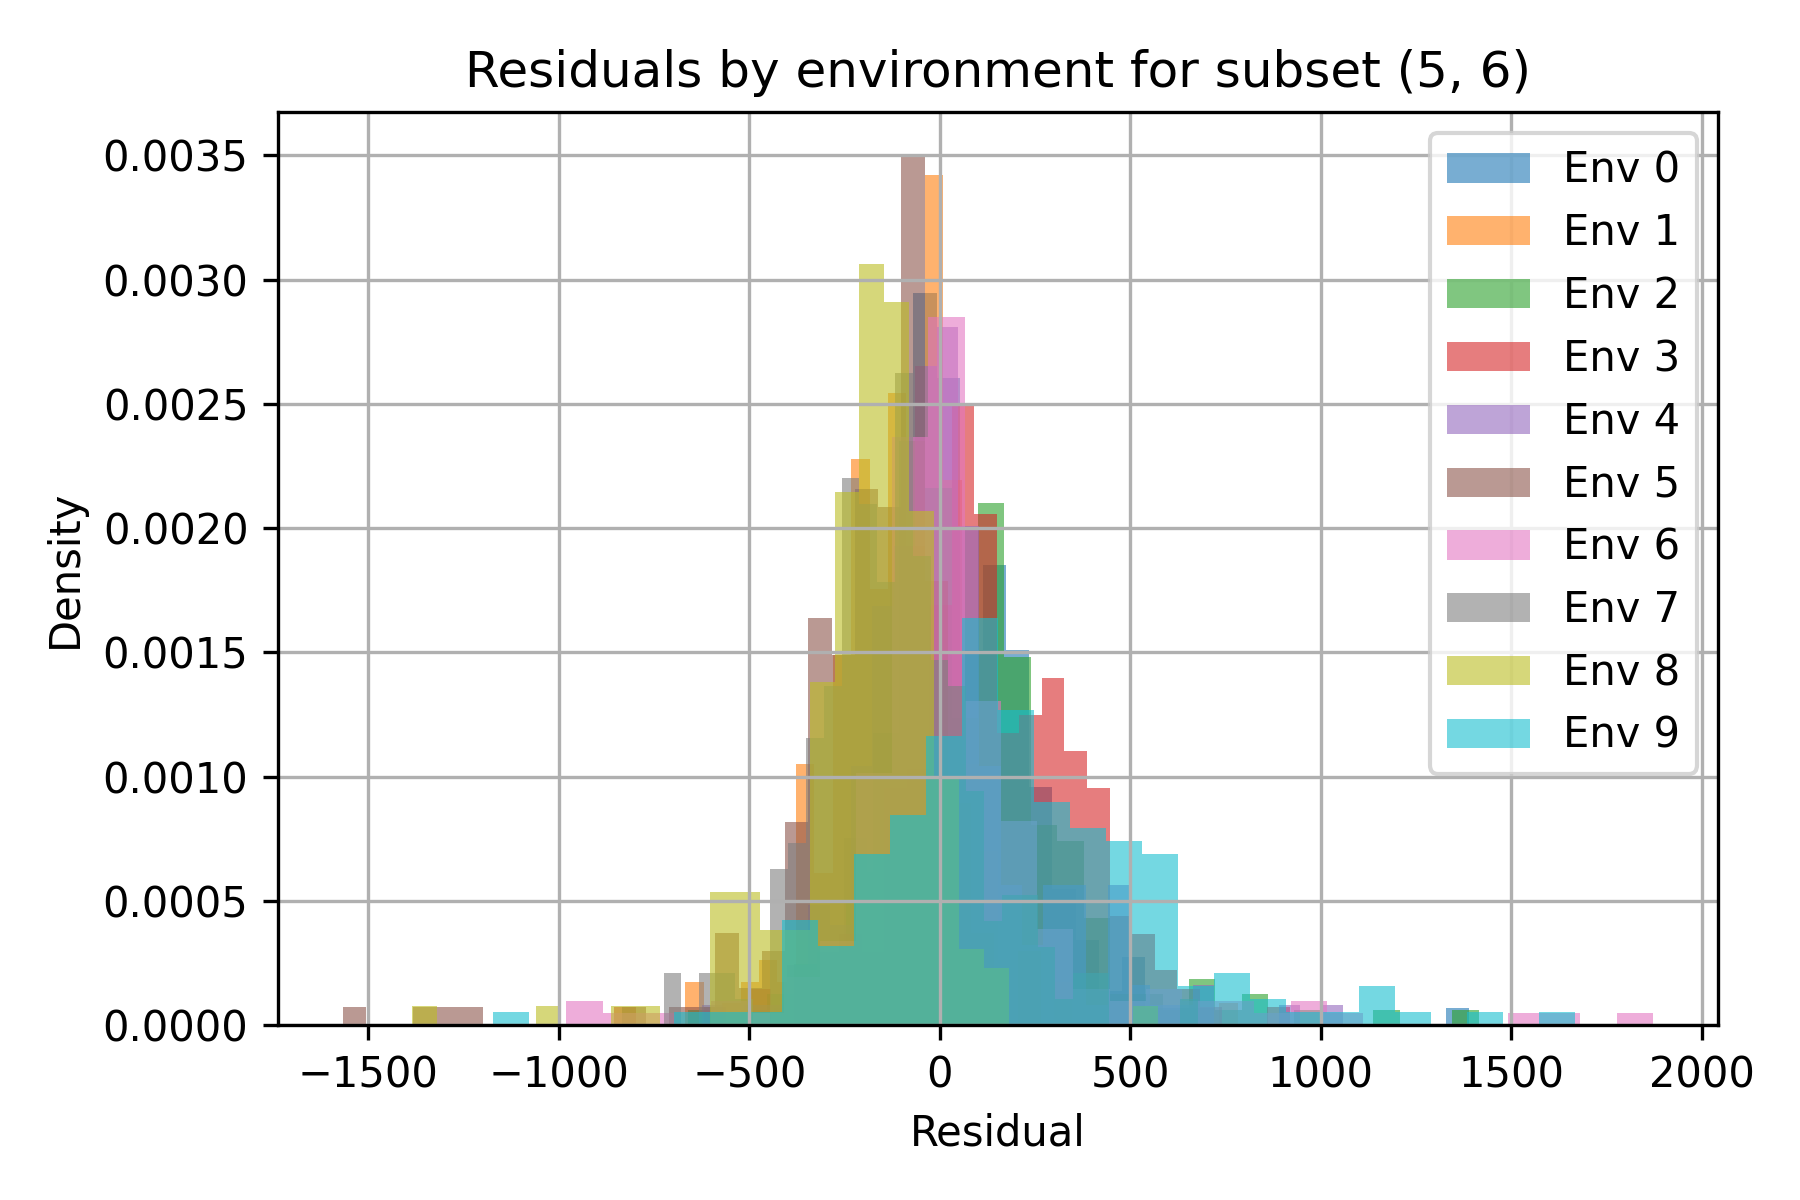 Residuals by environment for subset (5, 6)
0.0035
0.0030
0.0025
0.0020
0.0015
0.0010
0.0005
0.0000
Density
−1500
−1000
−500
0
500
1000
1500
2000
Residual
Env 0
Env 1
Env 2
Env 3
Env 4
Env 5
Env 6
Env 7
Env 8
Env 9